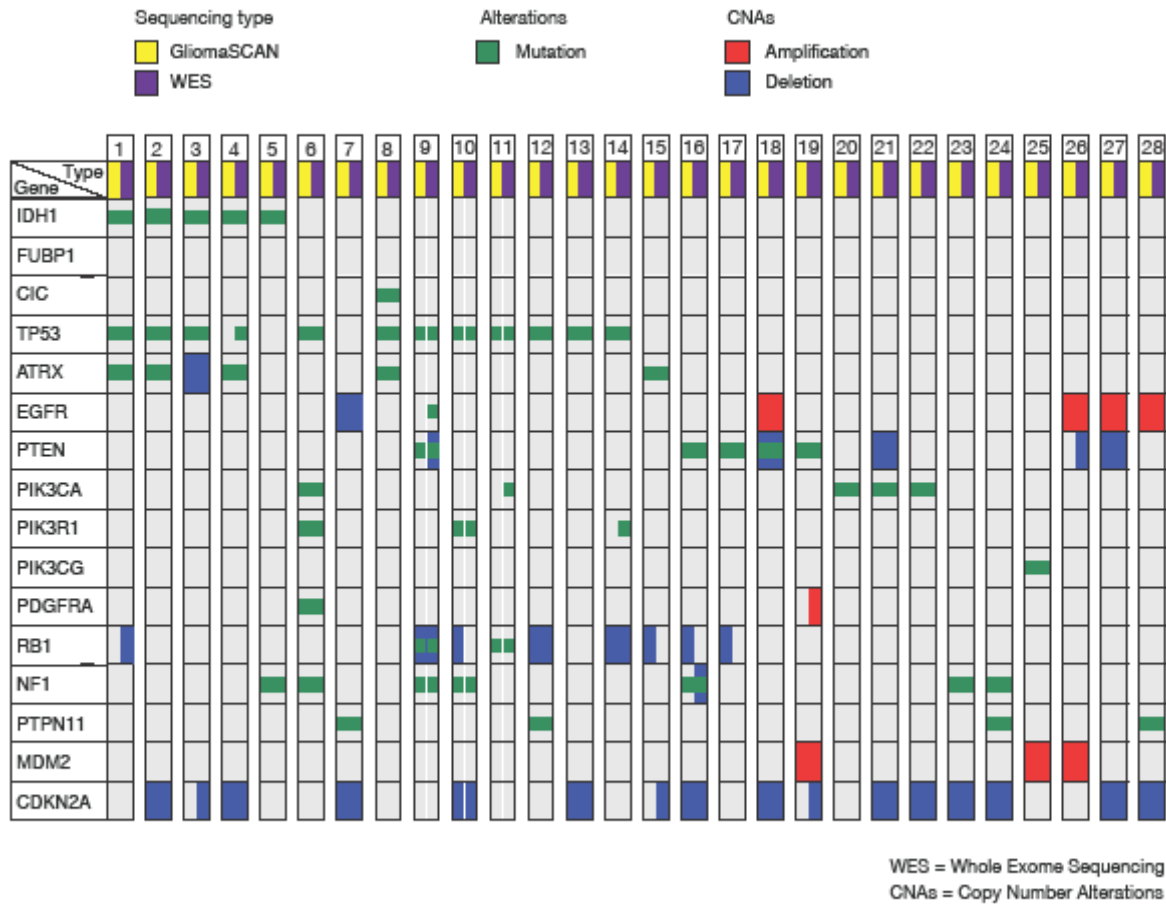 Sequencing type Alterations CNAs
GliomaSCAN Mutation Amplification
WES Deletion
1 2 3 4 5 6 7 8 9 10 11 12 13 14 15 16 17 18 19 20 21 22 23 24 25 26 27 28
Type
Gene
IDH1
FUBP1
CIC
TP53
ATRX
EGFR
PTEN
PIK3CA
PIK3R1
PIK3CG
PDGFRA
RB1
NF1
PTPN11
MDM2
CDKN2A
WES = Whole Exome Sequencing
CNAs = Copy Number Alterations